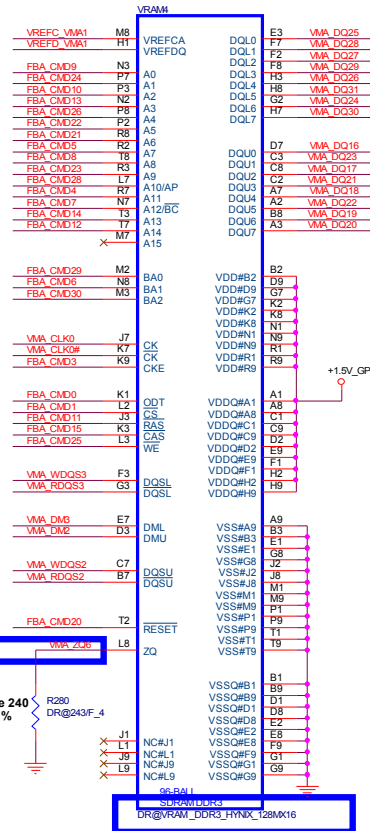 VRAM4
VREFC_VMA1 M8 VREFCA DQL0 E3 VMA_DQ25
VREFD_VMA1 H1 VREFDQ DQL1 F7 VMA_DQ28
DQL2 F2 VMA_DQ27
FBA_CMD9 N3 A0 DQL3 F8 VMA_DQ29
FBA_CMD24 P7 A1 DQL4 H3 VMA_DQ26
FBA_CMD10 P3 A2 DQL5 H8 VMA_DQ31
FBA_CMD13 N2 A3 DQL6 G2 VMA_DQ24
FBA_CMD26 P8 A4 DQL7 H7 VMA_DQ30
FBA_CMD22 P2 A5
FBA_CMD21 R8 A6
FBA_CMD5 R2 A7 DQU0 D7 VMA_DQ16
FBA_CMD8 T8 A8 DQU1 C3 VMA_DQ23
FBA_CMD23 R3 A9 DQU2 C8 VMA_DQ17
FBA_CMD28 L7 A10/AP DQU3 C2 VMA_DQ21
FBA_CMD4 R7 A11 DQU4 A7 VMA_DQ18
FBA_CMD7 N7 A12/BC DQU5 A2 VMA_DQ22
FBA_CMD14 T3 A13 DQU6 B8 VMA_DQ19
FBA_CMD12 T7 A14 DQU7 A3 VMA_DQ20
M7 A15
FBA_CMD29 M2 BA0 VDD#B2 B2
FBA_CMD6 N8 BA1 VDD#D9 D9
FBA_CMD30 M3 BA2 VDD#G7 G7
VDD#K2 K2
VDD#K8 K8
VDD#N1 N1
VMA_CLK0 J7 CK VDD#N9 N9
VMA_CLK0# K7 CK VDD#R1 R1
FBA_CMD3 K9 CKE VDD#R9 R9
+1.5V_GP
FBA_CMD0 K1 ODT VDDQ#A1 A1
FBA_CMD1 L2 CS VDDQ#A8 A8
FBA_CMD11 J3 RAS VDDQ#C1 C1
FBA_CMD15 K3 CAS VDDQ#C9 C9
FBA_CMD25 L3 WE VDDQ#D2 D2
VDDQ#E9 E9
VDDQ#F1 F1
VMA_WDQS3 F3 DQSL VDDQ#H2 H2
VMA_RDQS3 G3 DQSL VDDQ#H9 H9
VMA_DM3 E7 DML VSS#A9 A9
VMA_DM2 D3 DMU VSS#B3 B3
VSS#E1 E1
VSS#G8 G8
VMA_WDQS2 C7 DQSU VSS#J2 J2
VMA_RDQS2 B7 DQSU VSS#J8 J8
VSS#M1 M1
VSS#M9 M9
VSS#P1 P1
FBA_CMD20 T2 RESET VSS#P9 P9
VSS#T1 T1
VMA_ZQ6 L8 ZQ VSS#T9 T9
VSSQ#B1 B1
VSSQ#B9 B9
e 240 R280 VSSQ#D1 D1
% DR@243/F_4 VSSQ#D8 D8
VSSQ#E2 E2
J1 NC#J1 VSSQ#E8 E8
L1 NC#L1 VSSQ#F9 F9
J9 NC#J9 VSSQ#G1 G1
L9 NC#L9 VSSQ#G9 G9
96-BALL
SDRAM DDR3
DR@VRAM_DDR3_HYNIX_128MX16